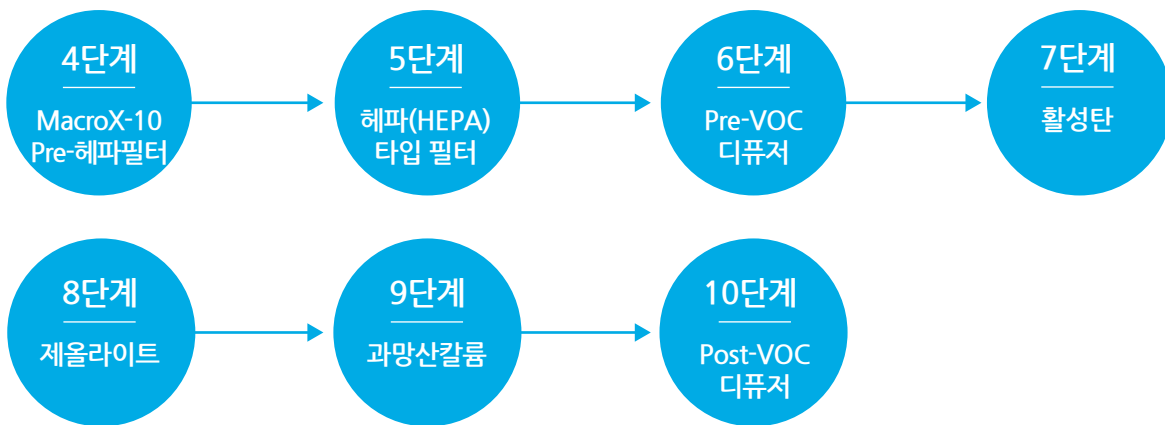 4단계
MacroX-10
Pre-헤파필터
5단계
헤파(HEPA)
타입 필터
6단계
Pre-VOC
디퓨저
7단계
활성탄
8단계
제올라이트
9단계
과망산칼륨
10단계
Post-VOC
디퓨저